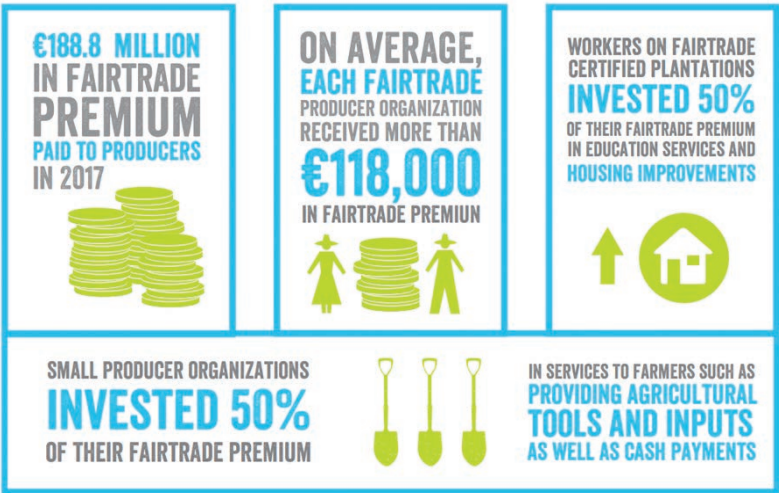 €188.8 MILLION
IN FAIRTRADE
PREMIUM
PAID TO PRODUCERS
IN 2017
ON AVERAGE,
EACH FAIRTRADE
PRODUCER ORGANIZATION
RECEIVED MORE THAN
€118,000
IN FAIRTRADE PREMIUN
WORKERS ON FAIRTRADE
CERTIFIED PLANTATIONS
INVESTED 50%
OF THEIR FAIRTRADE PREMIUM
IN EDUCATION SERVICES AND
HOUSING IMPROVEMENTS
SMALL PRODUCER ORGANIZATIONS
INVESTED 50%
OF THEIR FAIRTRADE PREMIUM
IN SERVICES TO FARMERS SUCH AS
PROVIDING AGRICULTURAL
TOOLS AND INPUTS
AS WELL AS CASH PAYMENTS